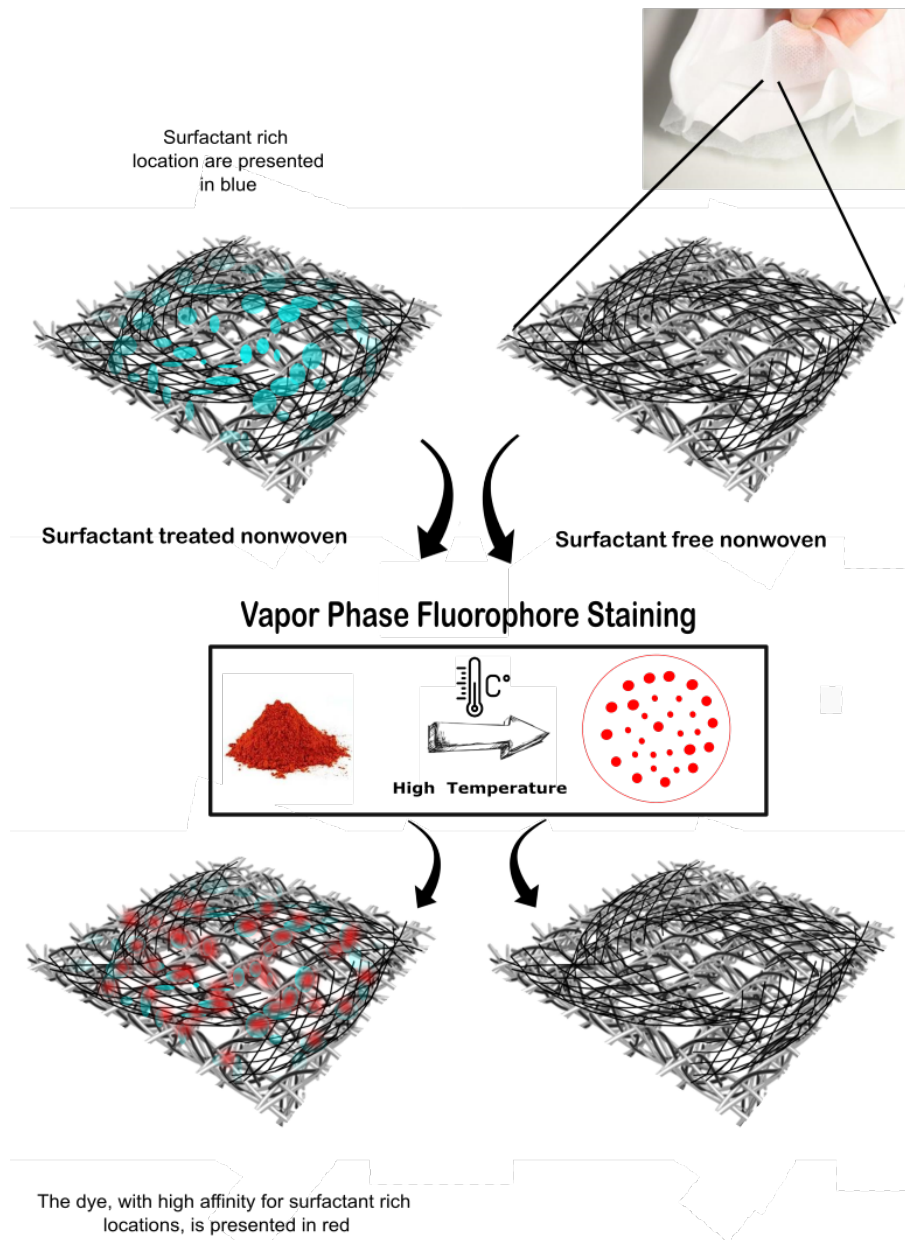 Surfactant rich
location are presented
in blue
Surfactant treated nonwoven
Surfactant free nonwoven
Vapor Phase Fluorophore Staining
C°
High Temperature
The dye, with high affinity for surfactant rich
locations, is presented in red